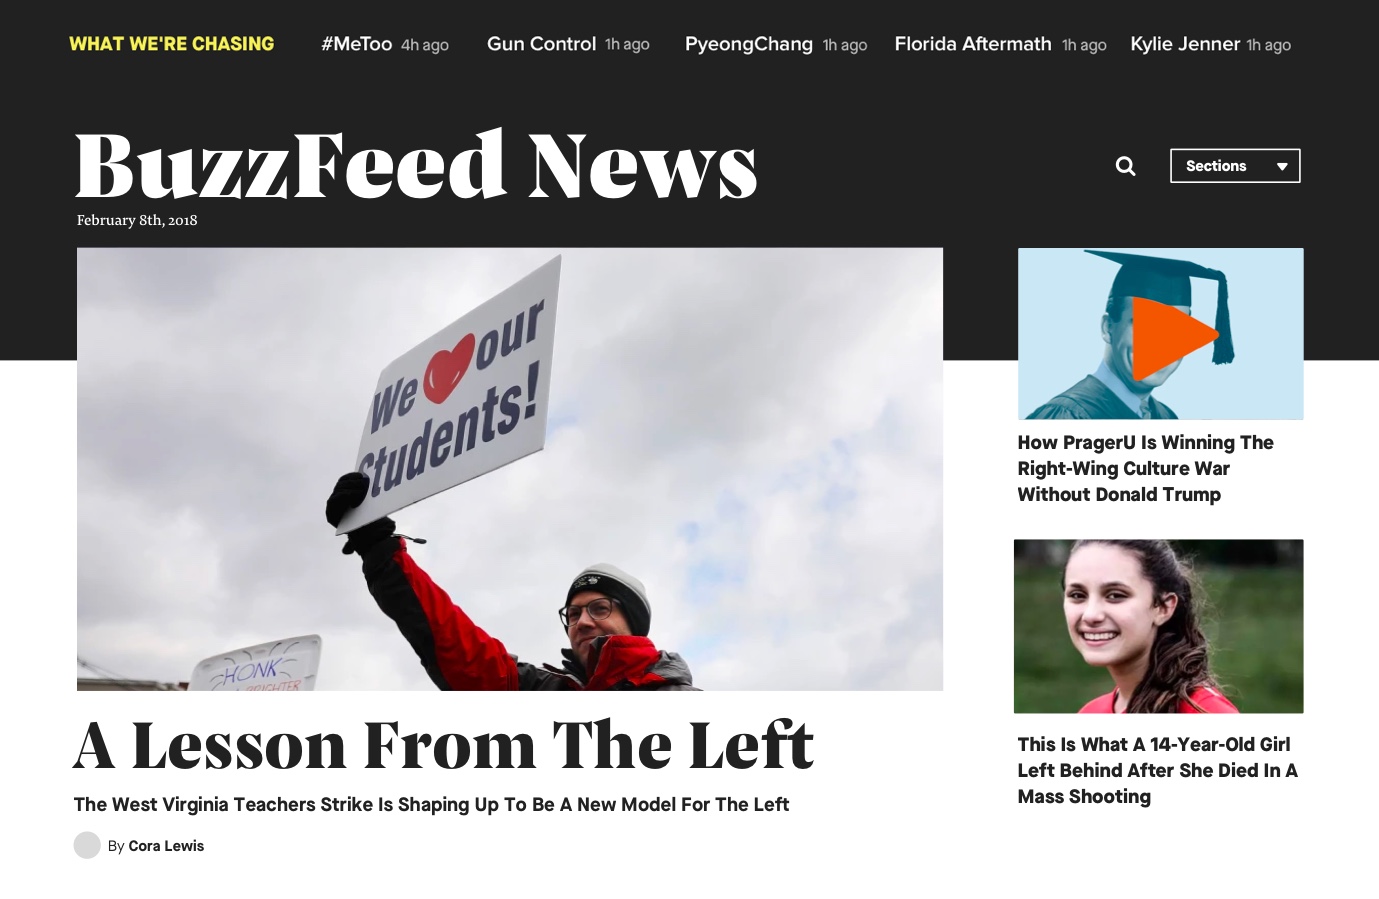 WHAT WE'RE CHASING #MeToo 4h ago Gun Control 1h ago PyeongChang 1h ago Florida Aftermath 1h ago Kylie Jenner 1h ago
BuzzFeed News
Sections
February 8th, 2018
We ❤ our
students!
HONK
BRIGHTER
A Lesson From The Left
The West Virginia Teachers Strike Is Shaping Up To Be A New Model For The Left
By Cora Lewis
How PragerU Is Winning The
Right-Wing Culture War
Without Donald Trump
This Is What A 14-Year-Old Girl
Left Behind After She Died In A
Mass Shooting